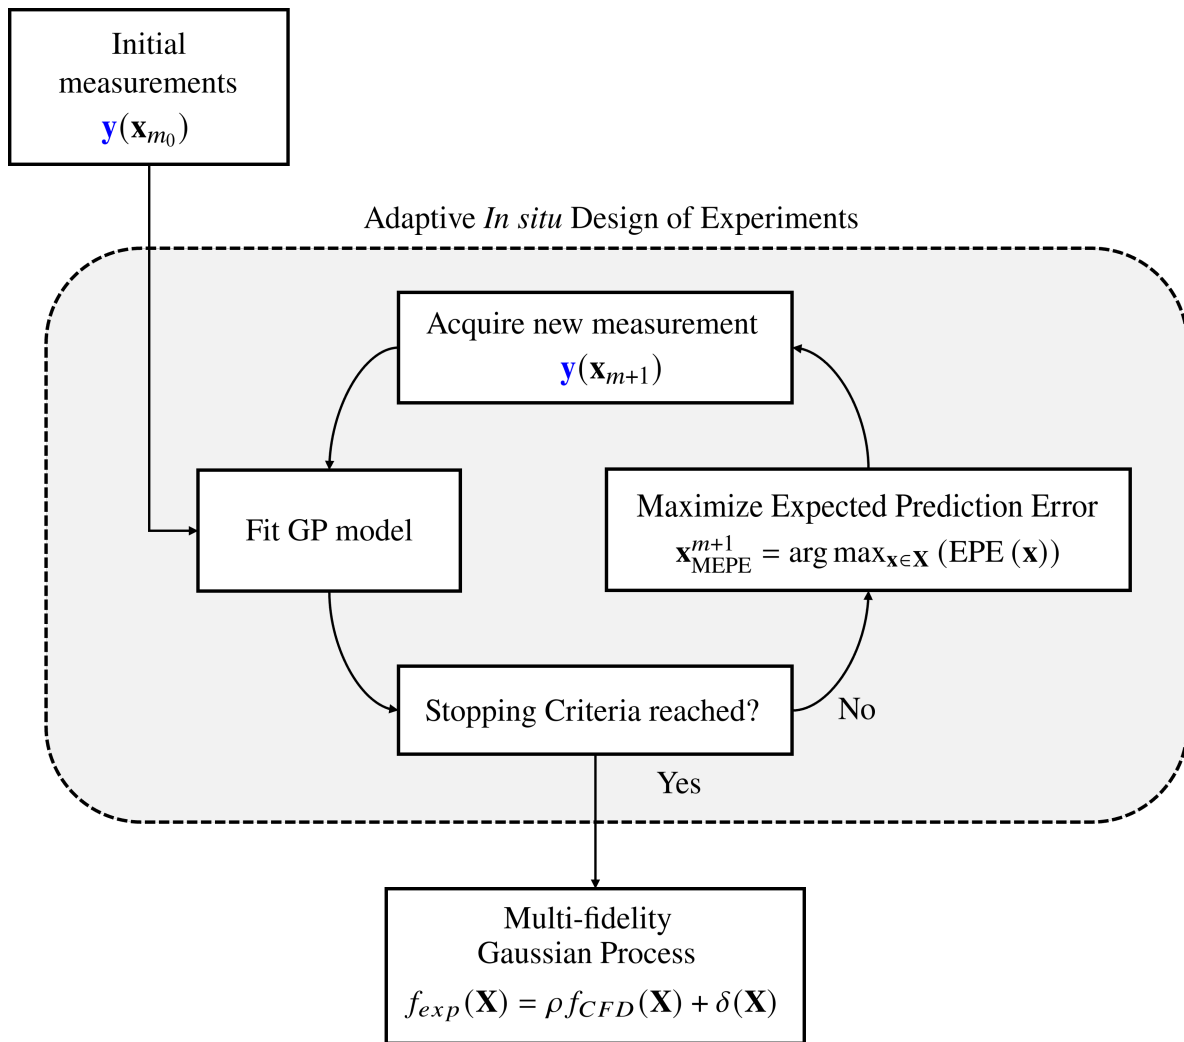 Initial
measurements
y(x_{m_0})
Adaptive In situ Design of Experiments
Acquire new measurement
y(x_{m+1})
Fit GP model
Maximize Expected Prediction Error
x_{MEPE}^{m+1} = arg max_{x∈X} (EPE (x))
Stopping Criteria reached?
No
Yes
Multi-fidelity
Gaussian Process
f_{exp}(X) = ρf_{CFD}(X) + δ(X)